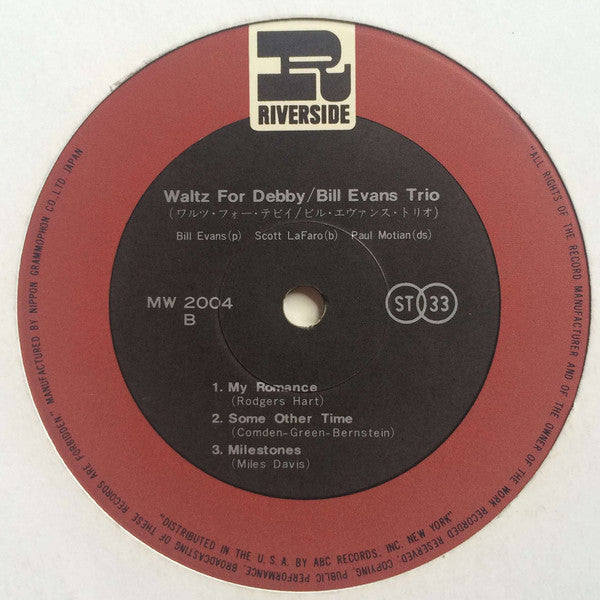 R
RIVERSIDE
Waltz For Debby/Bill Evans Trio
(ワルツ・フォー・デビイ/ビル・エヴァンス・トリオ)
Bill Evans(p) Scott LaFaro(b) Paul Motian(ds)
MW 2004
B
ST 33
1. My Romance
(Rodgers Hart)
2. Some Other Time
(Comden-Green-Bernstein)
3. Milestones
(Miles Davis)
"ALL RIGHTS OF THE RECORD MANUFACTURER AND OF THE OWNER OF THE WORK RECORDED RESERVED. COPYING, PUBLIC PERFORMANCE, BROADCASTING OF THESE RECORDS ARE FORBIDDEN" MANUFACTURED BY NIPPON GRAMMOPHON CO., LTD. JAPAN
"DISTRIBUTED IN THE U.S.A. BY ABC RECORDS, INC. NEW YORK"